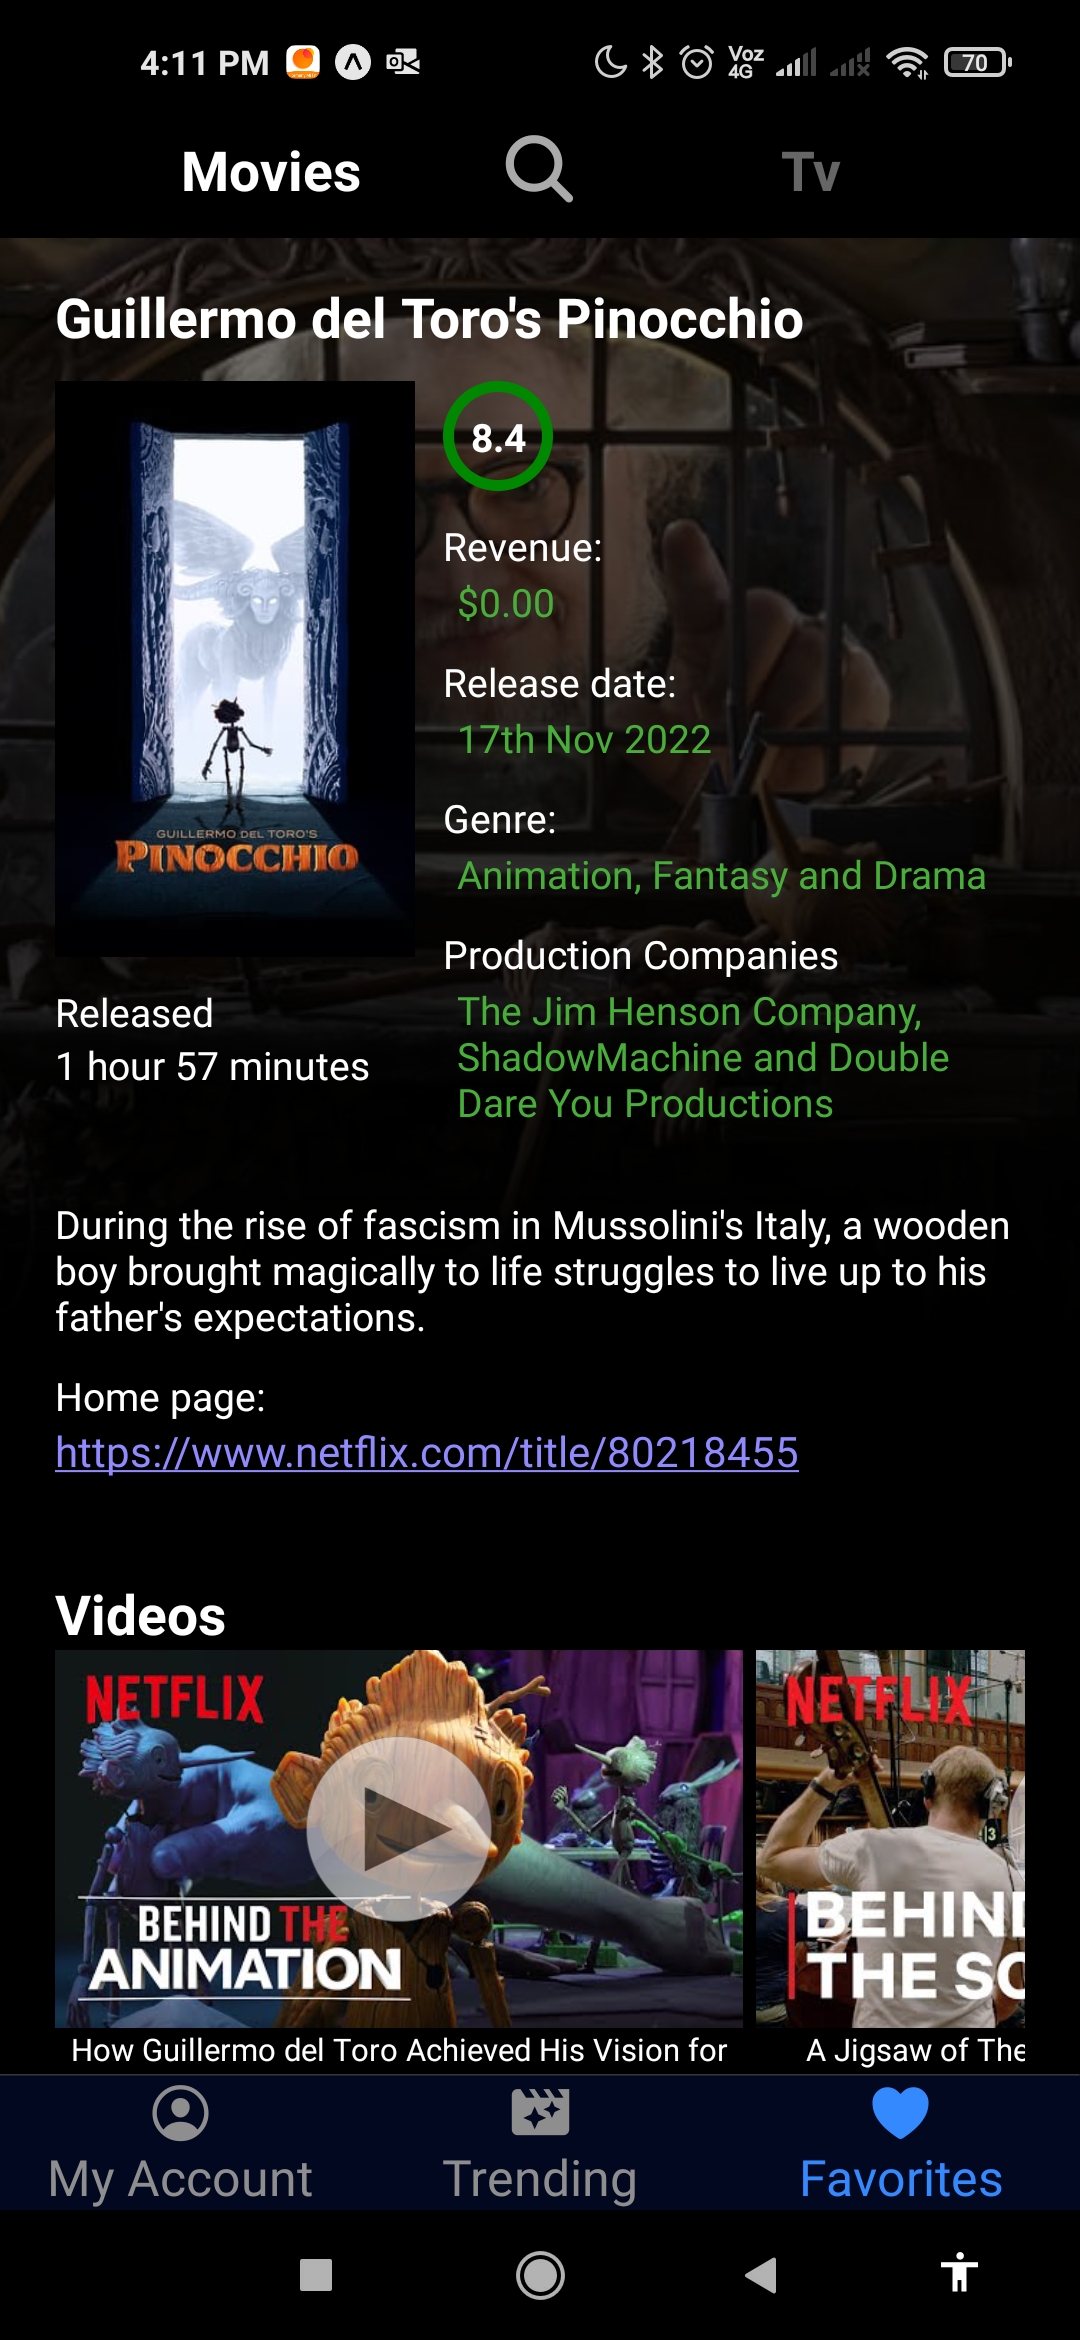 4:11 PM
Voz
4G
70
Movies
Tv
Guillermo del Toro's Pinocchio
8.4
Revenue:
$0.00
Release date:
17th Nov 2022
Genre:
Animation, Fantasy and Drama
Production Companies
The Jim Henson Company,
ShadowMachine and Double
Dare You Productions
GUILLERMO DEL TORO'S
PINOCCHIO
Released
1 hour 57 minutes
During the rise of fascism in Mussolini's Italy, a wooden
boy brought magically to life struggles to live up to his
father's expectations.
Home page:
https://www.netflix.com/title/80218455
Videos
NETFLIX
BEHIND THE
ANIMATION
How Guillermo del Toro Achieved His Vision for
NETFLIX
BEHIND
THE SC
A Jigsaw of The
My Account
Trending
Favorites